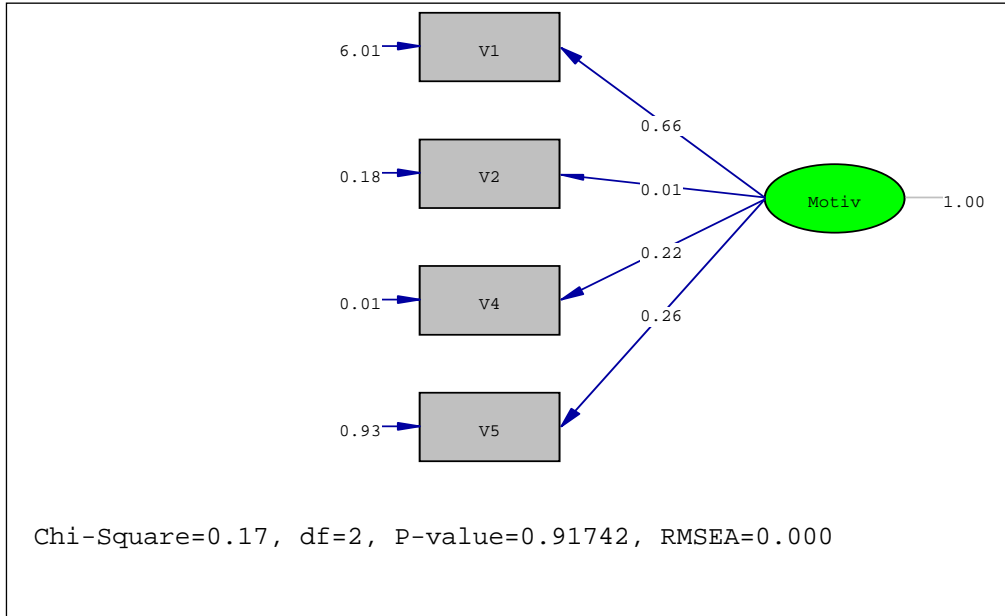 6.01
V1
0.66
0.18
V2
0.01
Motiv
1.00
0.22
0.01
V4
0.26
0.93
V5
Chi-Square=0.17, df=2, P-value=0.91742, RMSEA=0.000